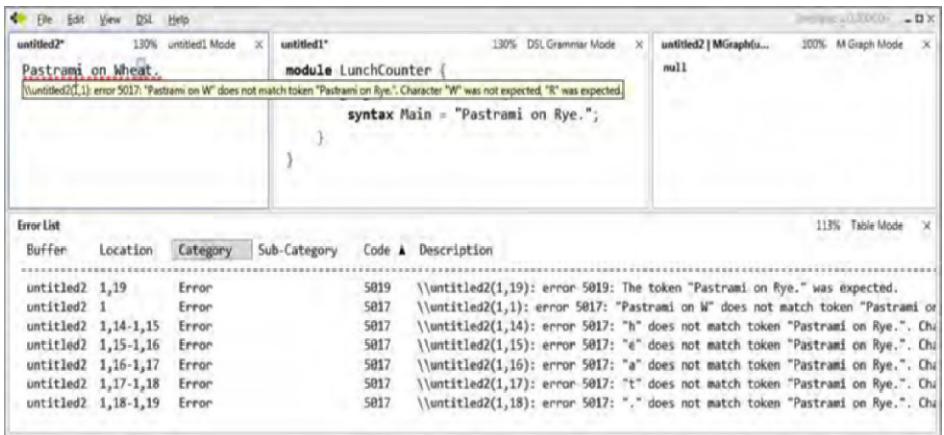 File Edit View DSL Help
untitled2* 130% untitled1 Mode X
Pastrami on Wheat.
untitled1* 130% DSL Grammar Mode X
module LunchCounter {
\\untitled2(1,1): error 5017: "Pastrami on W" does not match token "Pastrami on Rye.". Character "W" was not expected, "R" was expected.
syntax Main = "Pastrami on Rye.";
}
}
untitled2 | MGraph(u... 100% M Graph Mode X
null
Error List 113% Table Mode X
Buffer Location Category Sub-Category Code ▲ Description
untitled2 1,19 Error 5019 \\untitled2(1,19): error 5019: The token "Pastrami on Rye." was expected.
untitled2 1 Error 5017 \\untitled2(1,1): error 5017: "Pastrami on W" does not match token "Pastrami or
untitled2 1,14-1,15 Error 5017 \\untitled2(1,14): error 5017: "h" does not match token "Pastrami on Rye.". Cha
untitled2 1,15-1,16 Error 5017 \\untitled2(1,15): error 5017: "e" does not match token "Pastrami on Rye.". Cha
untitled2 1,16-1,17 Error 5017 \\untitled2(1,16): error 5017: "a" does not match token "Pastrami on Rye.". Cha
untitled2 1,17-1,18 Error 5017 \\untitled2(1,17): error 5017: "t" does not match token "Pastrami on Rye.". Cha
untitled2 1,18-1,19 Error 5017 \\untitled2(1,18): error 5017: "." does not match token "Pastrami on Rye.". Cha